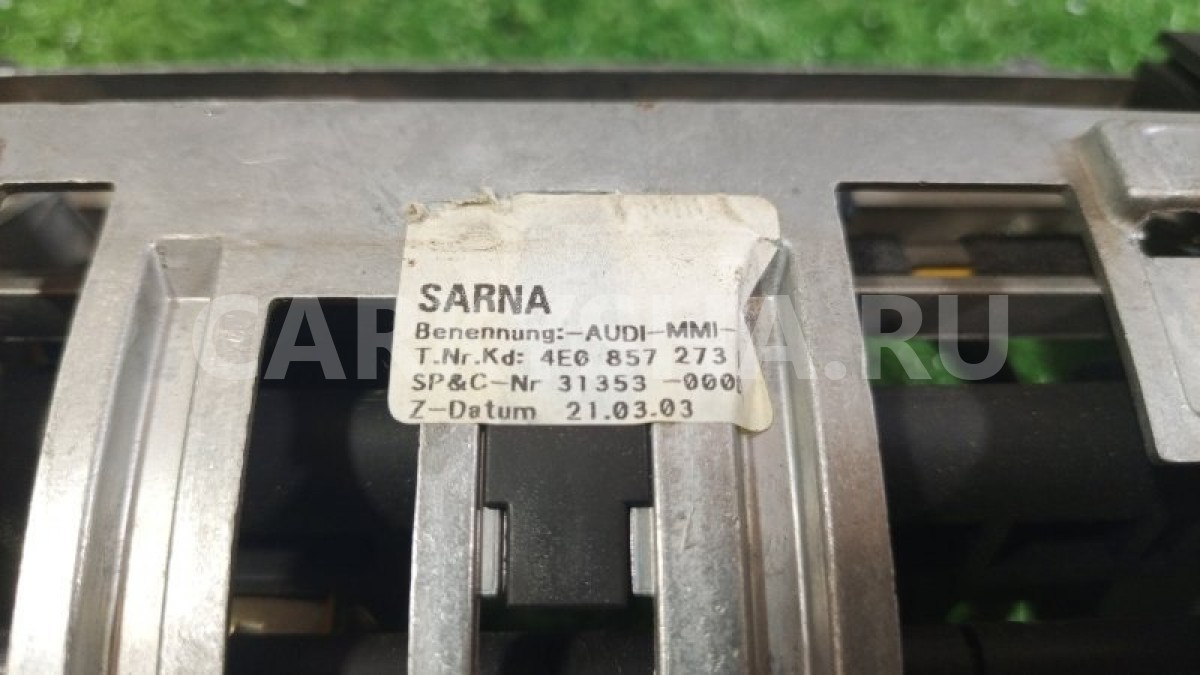 SARNA
Benennung:-AUDI-MMI-
T.Nr.Kd: 4E0 857 273
SP&C-Nr 31353 -000
Z-Datum 21.03.03